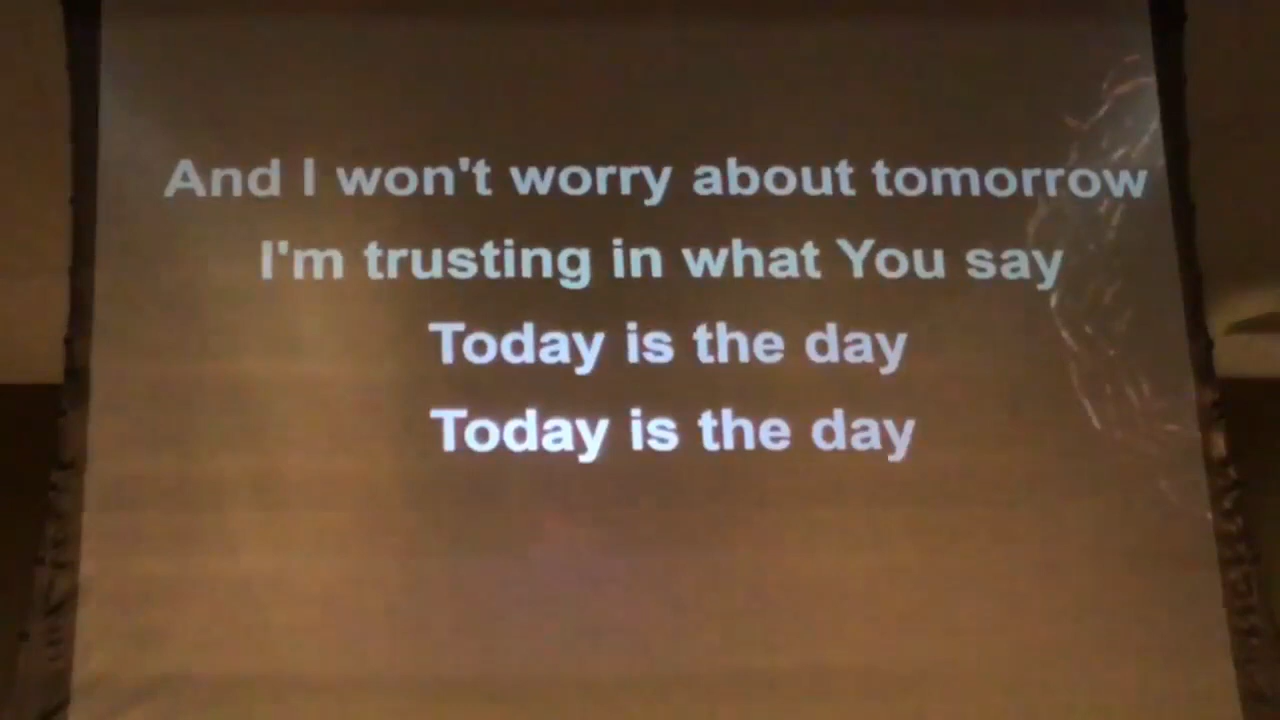 And I won't worry about tomorrow
I'm trusting in what You say
Today is the day
Today is the day